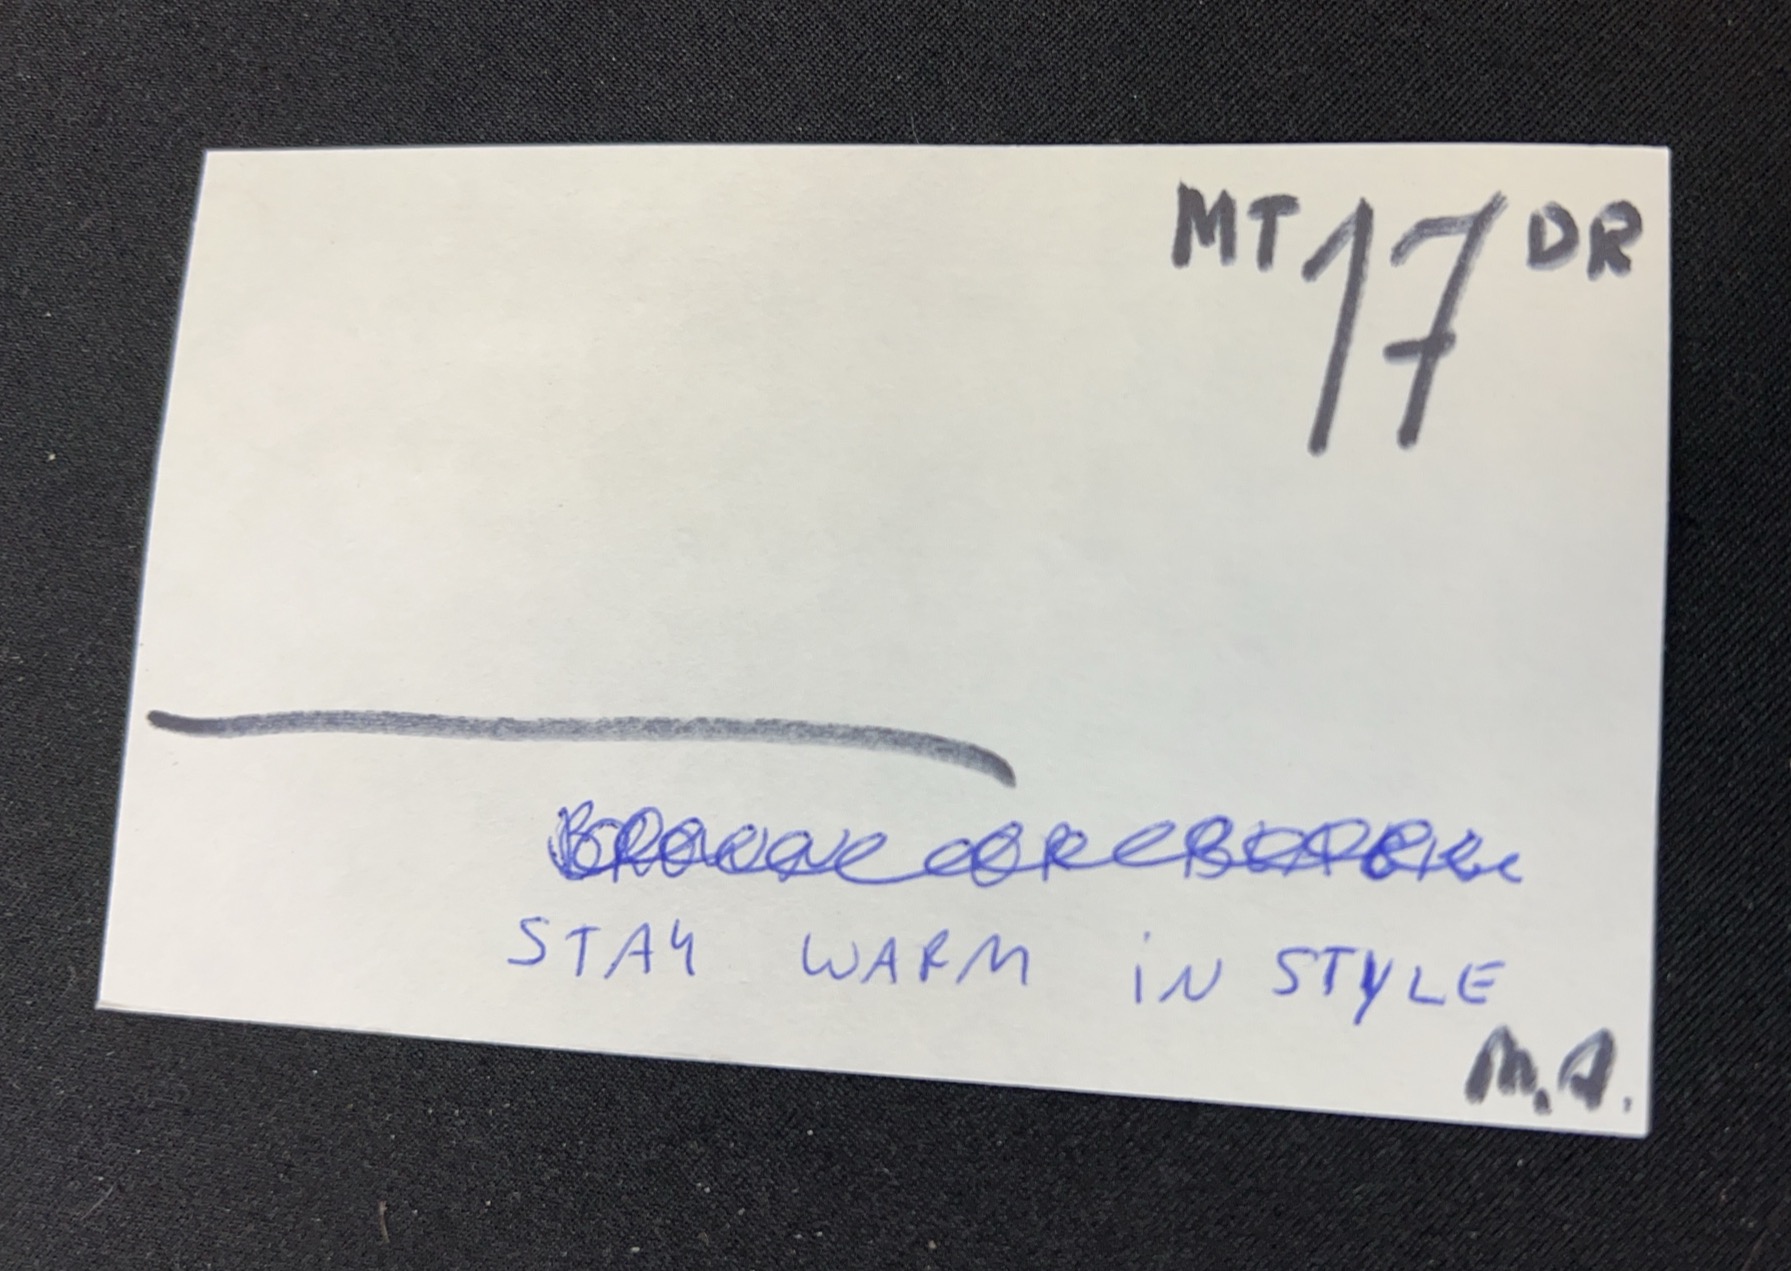 MT 17 DR
STAY WARM iN STYLE
M.A.